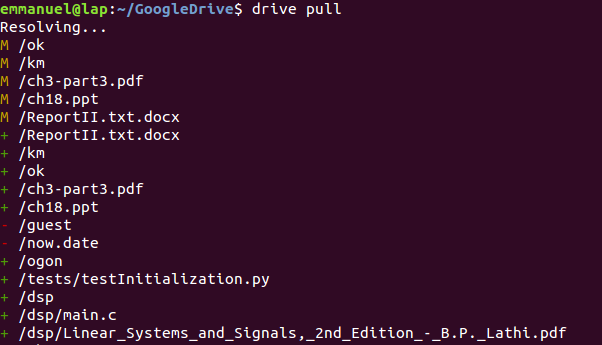 emmanuel@lap:~/GoogleDrive$ drive pull
Resolving...
M /ok
M /km
M /ch3-part3.pdf
M /ch18.ppt
M /ReportII.txt.docx
+ /ReportII.txt.docx
+ /km
+ /ok
+ /ch3-part3.pdf
+ /ch18.ppt
- /guest
- /now.date
+ /ogon
+ /tests/testInitialization.py
+ /dsp
+ /dsp/main.c
+ /dsp/Linear_Systems_and_Signals,_2nd_Edition_-_B.P._Lathi.pdf